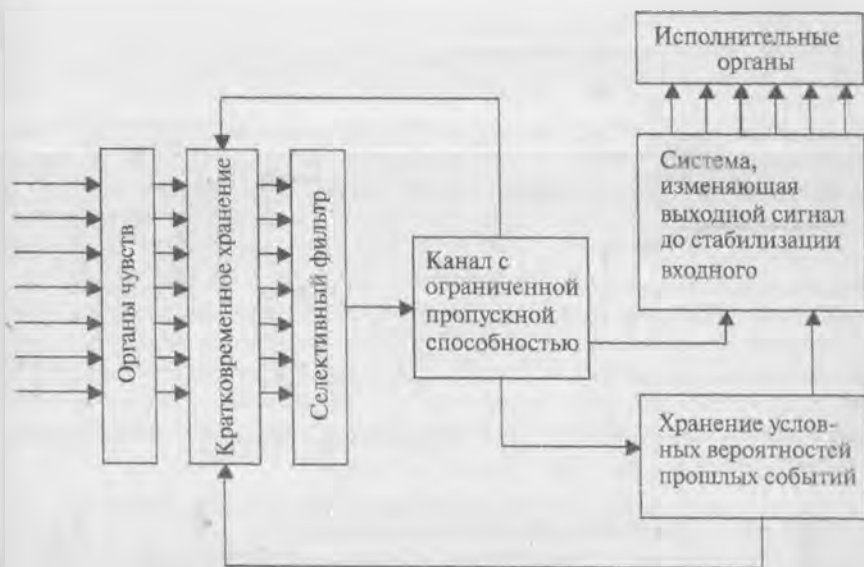 Органы чувств
Кратковременное хранение
Селективный фильтр
Канал с
ограниченной
пропускной
способностью
Исполнительные
органы
Система,
изменяющая
выходной сигнал
до стабилизации
входного
Хранение услов-
ных вероятностей
прошлых событий